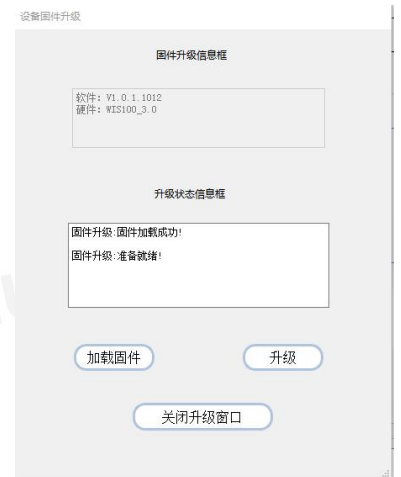 设备固件升级
固件升级信息框
软件: V1.0.1.1012
硬件: WIS100_3.0
升级状态信息框
固件升级:固件加载成功!
固件升级:准备就绪!
加载固件
升级
关闭升级窗口